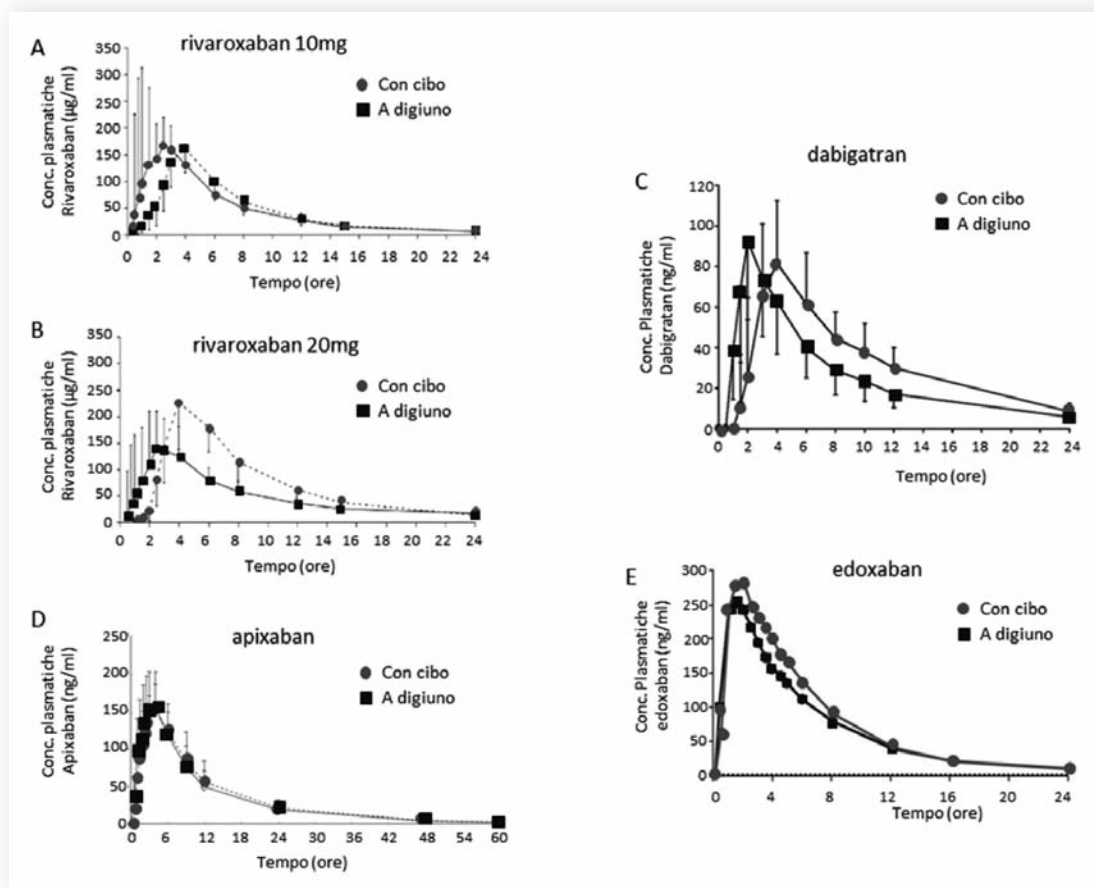 A
rivaroxaban 10mg
Conc. plasmatiche
Rivaroxaban (µg/ml)
350
300
250
200
150
100
50
0
Con cibo
A digiuno
0 2 4 6 8 10 12 14 16 18 20 22 24
Tempo (ore)
B
rivaroxaban 20mg
Conc. plasmatiche
Rivaroxaban (µg/ml)
350
300
250
200
150
100
50
0
Con cibo
A digiuno
0 2 4 6 8 10 12 14 16 18 20 22 24
Tempo (ore)
D
apixaban
Conc. plasmatiche
Apixaban (ng/ml)
250
200
150
100
50
0
Con cibo
A digiuno
0 6 12 18 24 30 36 42 48 54 60
Tempo (ore)
C
dabigatran
Conc. Plasmatiche
Dabigratan (ng/ml)
120
100
80
60
40
20
0
Con cibo
A digiuno
0 2 4 6 8 10 12 14 16 18 20 22 24
Tempo (ore)
E
edoxaban
Conc. Plasmatiche
edoxaban (ng/ml)
300
250
200
150
100
50
0
Con cibo
A digiuno
0 4 8 12 16 20 24
Tempo (ore)